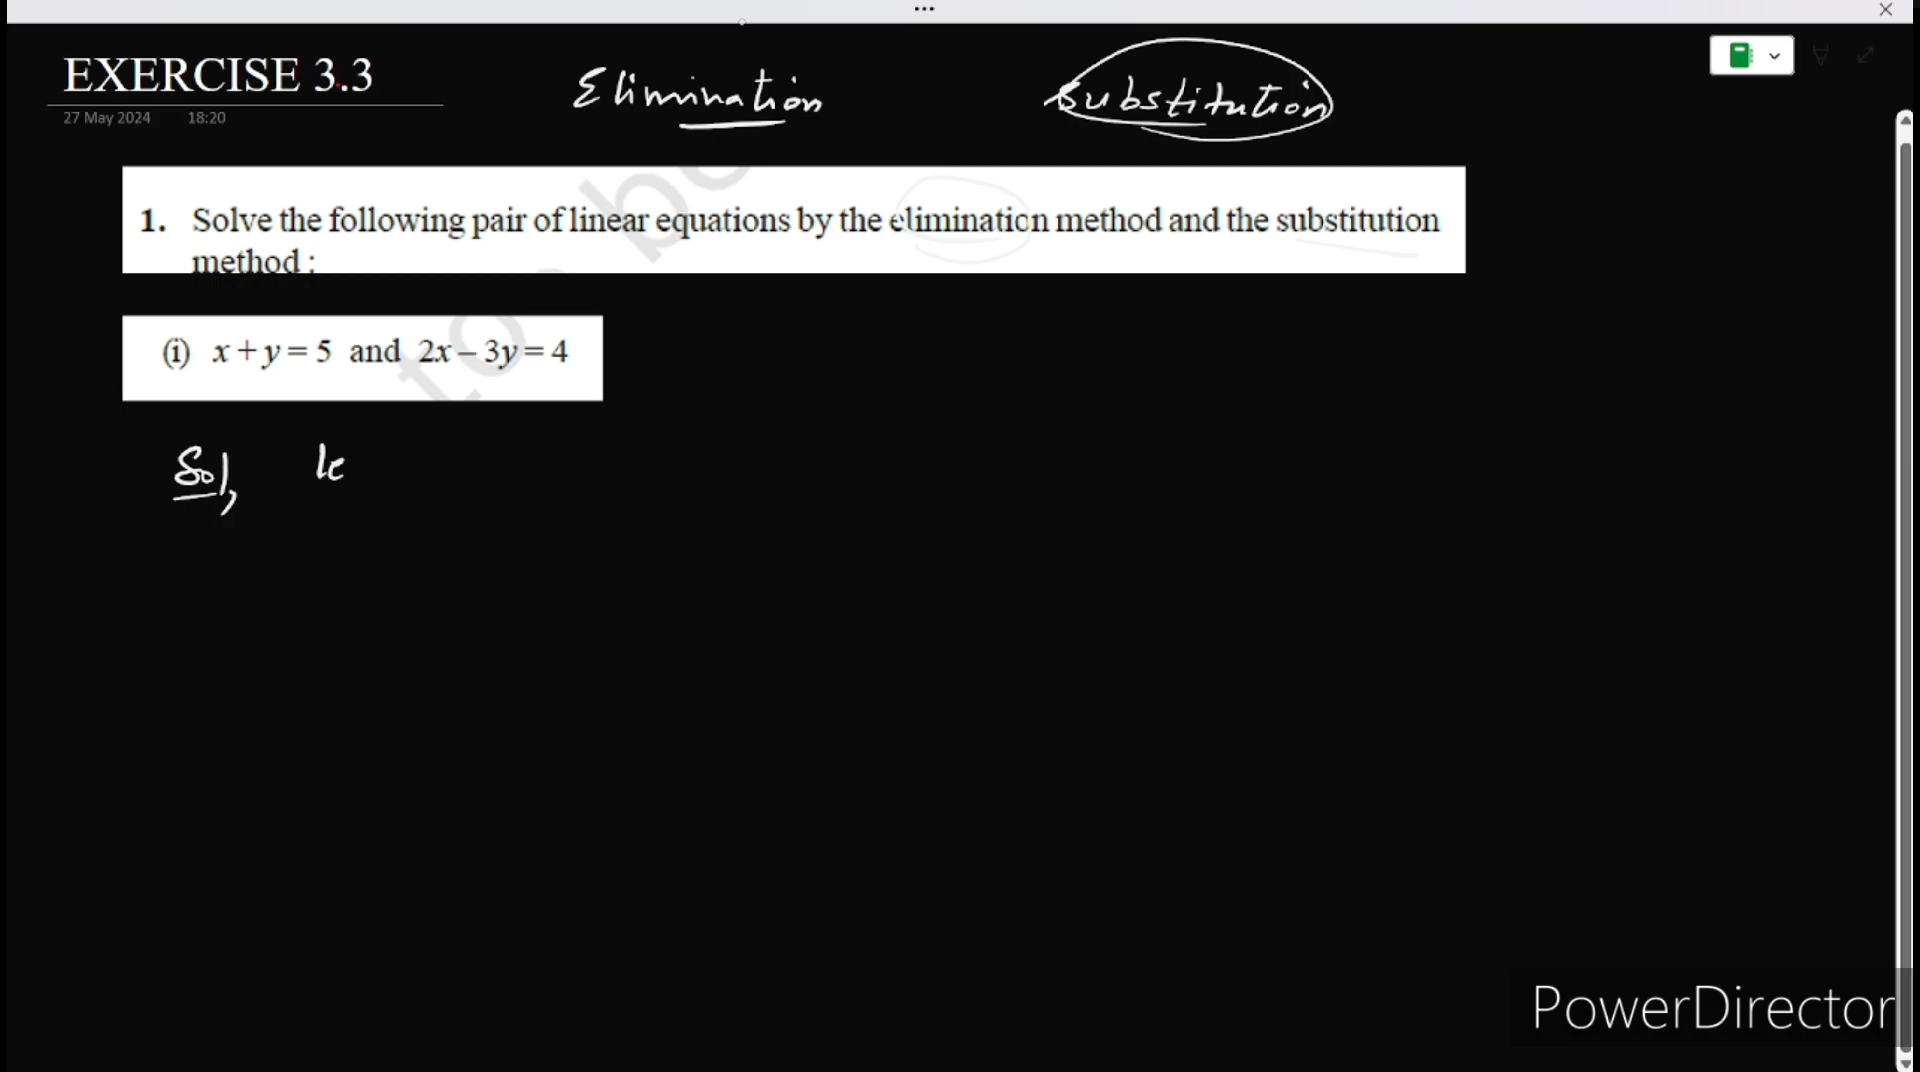 EXERCISE 3.3
Elimination
Substitution
27 May 2024 18:20
1. Solve the following pair of linear equations by the elimination method and the substitution
method :
(i) x + y = 5 and 2x – 3y = 4
Sol,
le
PowerDirector